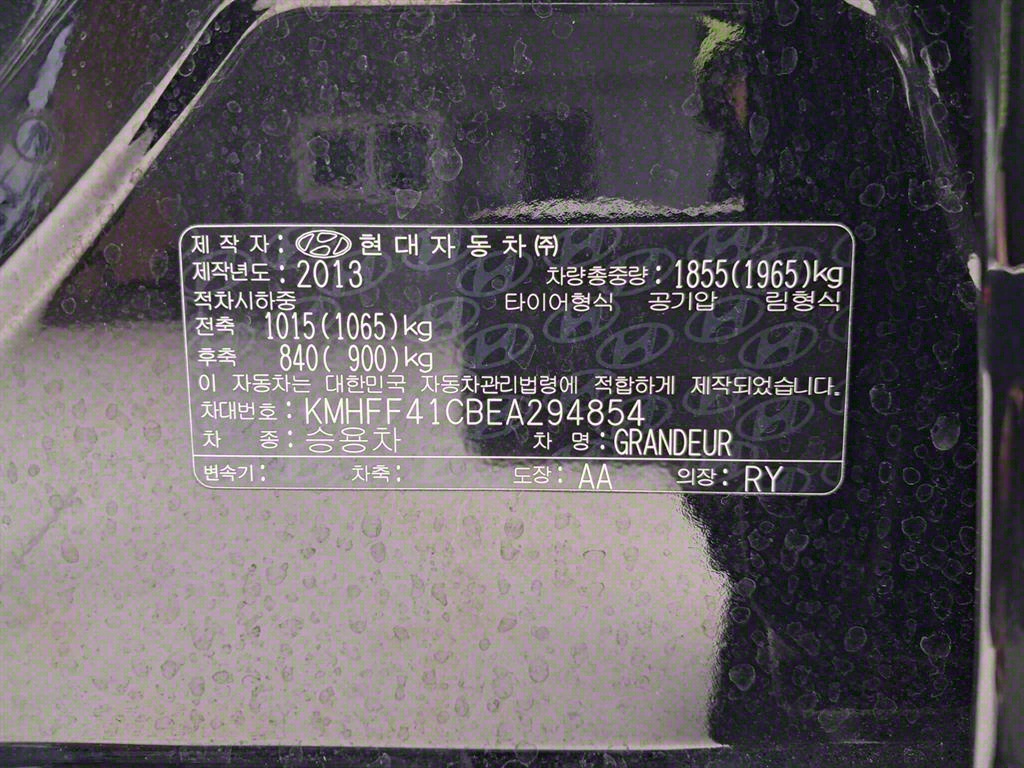 제 작 자 : 현 대 자 동 차 ㈜
제작년도 : 2013 차량총중량 : 1855(1965)kg
적차시하중 타이어형식 공기압 림형식
전축 1015(1065)kg
후축 840( 900)kg
이 자동차는 대한민국 자동차관리법령에 적합하게 제작되었습니다.
차대번호 : KMHFF41CBEA294854
차 종 : 승용차 차 명 : GRANDEUR
변속기 : 차축 : 도장 : AA 의장 : RY